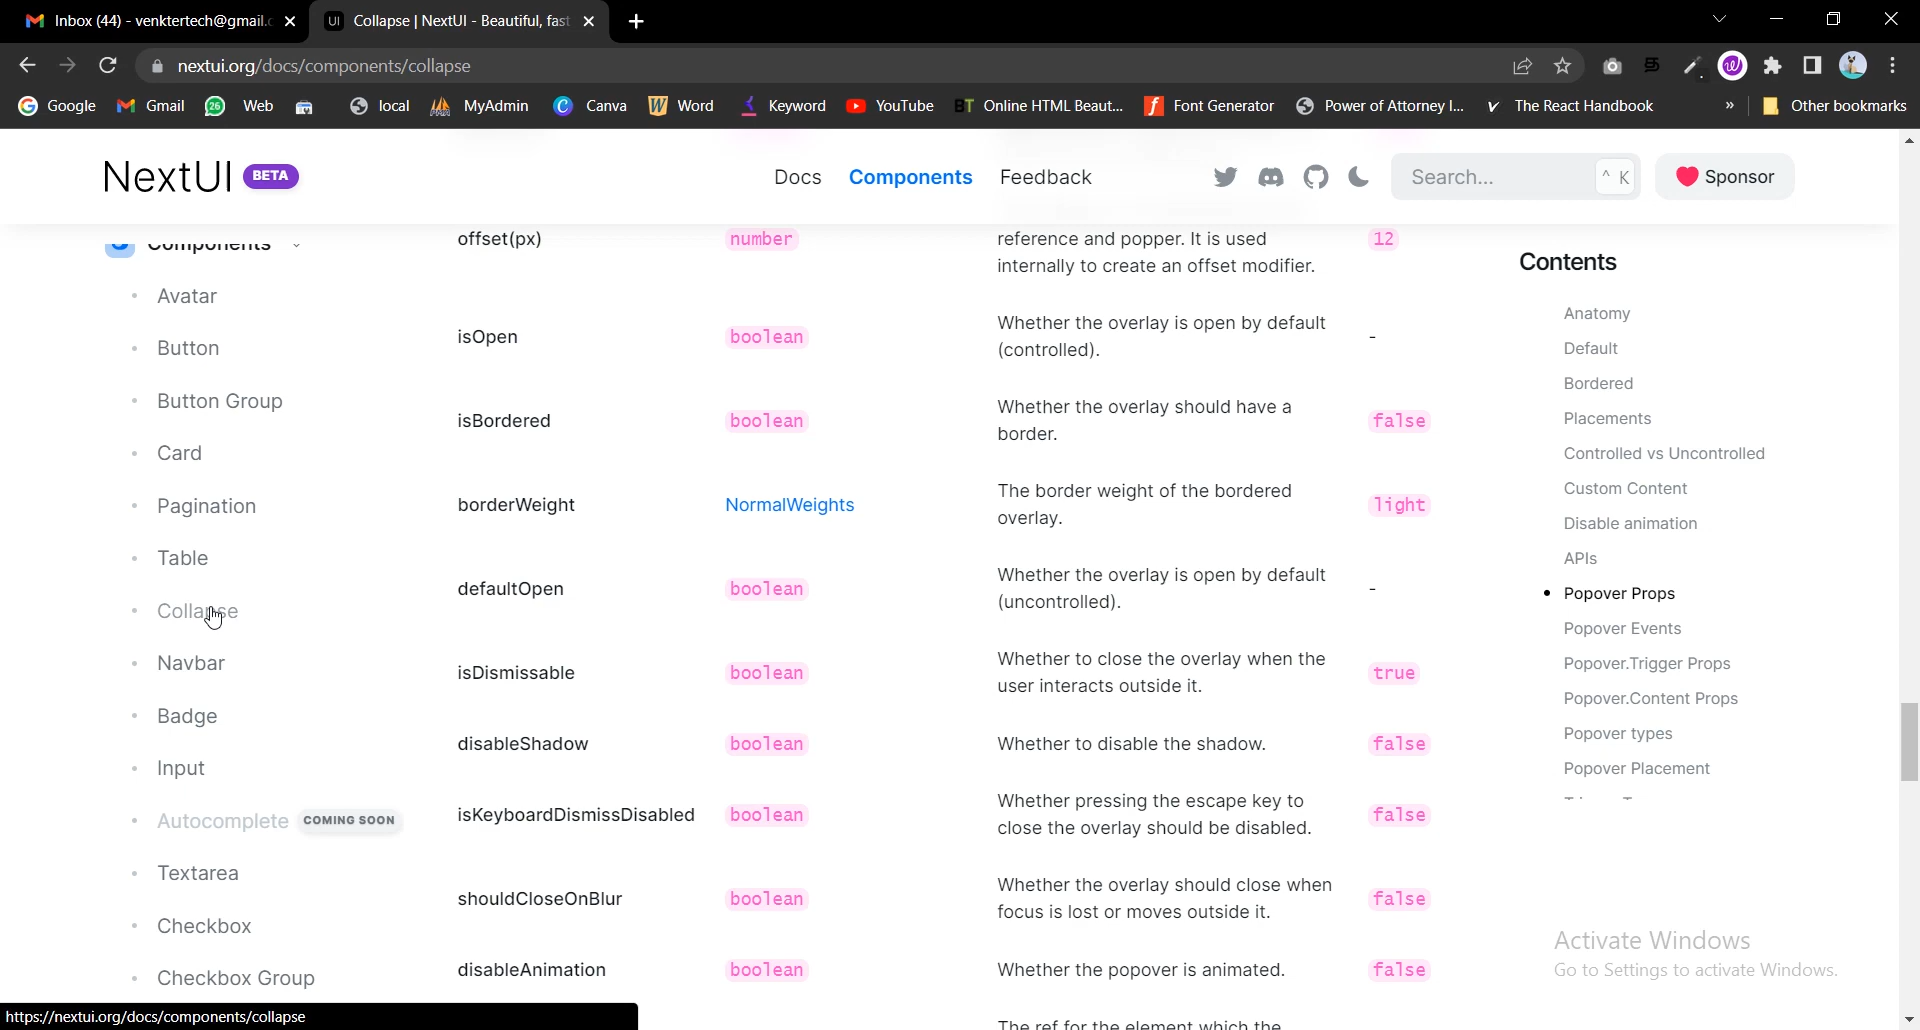 Inbox (44) - venktertech@gmail.c
Collapse | NextUI - Beautiful, fast
nextui.org/docs/components/collapse
Google
Gmail
Web
local
MyAdmin
Canva
Word
Keyword
YouTube
Online HTML Beaut...
Font Generator
Power of Attorney I...
The React Handbook
»
Other bookmarks
NextUI BETA
Docs
Components
Feedback
Search...
^ K
Sponsor
Components
Avatar
Button
Button Group
Card
Pagination
Table
Collapse
Navbar
Badge
Input
Autocomplete COMING SOON
Textarea
Checkbox
Checkbox Group
offset(px) number reference and popper. It is used 12
internally to create an offset modifier.
isOpen boolean Whether the overlay is open by default -
(controlled).
isBordered boolean Whether the overlay should have a false
border.
borderWeight NormalWeights The border weight of the bordered light
overlay.
defaultOpen boolean Whether the overlay is open by default -
(uncontrolled).
isDismissable boolean Whether to close the overlay when the true
user interacts outside it.
disableShadow boolean Whether to disable the shadow. false
isKeyboardDismissDisabled boolean Whether pressing the escape key to false
close the overlay should be disabled.
shouldCloseOnBlur boolean Whether the overlay should close when false
focus is lost or moves outside it.
disableAnimation boolean Whether the popover is animated. false
The ref for the element which the
Contents
Anatomy
Default
Bordered
Placements
Controlled vs Uncontrolled
Custom Content
Disable animation
APIs
Popover Props
Popover Events
Popover.Trigger Props
Popover.Content Props
Popover types
Popover Placement
Activate Windows
Go to Settings to activate Windows.
https://nextui.org/docs/components/collapse